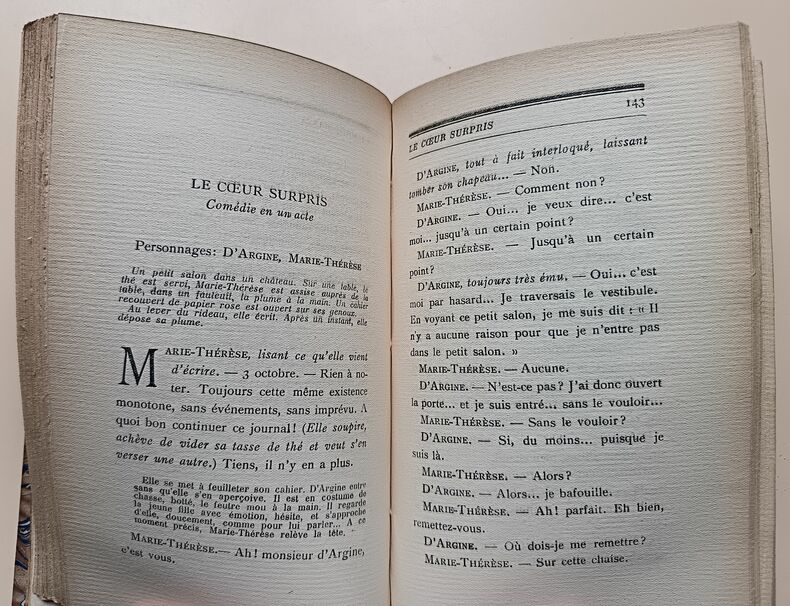 LE CŒUR SURPRIS
Comédie en un acte
Personnages: D'ARGINE, MARIE-THÉRÈSE
Un petit salon dans un château. Sur une table, le
thé est servi, Marie-Thérèse est assise auprès de la
table, dans un fauteuil, la plume à la main. Un cahier
recouvert de papier rose est ouvert sur ses genoux.
Au lever du rideau, elle écrit. Après un instant, elle
dépose sa plume.
MARIE-THÉRÈSE, lisant ce qu'elle vient
d'écrire. — 3 octobre. — Rien à no-
ter. Toujours cette même existence
monotone, sans événements, sans imprévu. A
quoi bon continuer ce journal! (Elle soupire,
achève de vider sa tasse de thé et veut s'en
verser une autre.) Tiens, il n'y en a plus.
Elle se met à feuilleter son cahier. D'Argine entre
sans qu'elle s'en aperçoive. Il est en costume de
chasse, botté, le feutre mou à la main. Il regarde
la jeune fille avec émotion, hésite, et s'approche
d'elle, doucement, comme pour lui parler... A ce
moment précis, Marie-Thérèse relève la tête.
MARIE-THÉRÈSE. — Ah! monsieur d'Argine,
c'est vous.
143
LE CŒUR SURPRIS
D'ARGINE, tout à fait interloqué, laissant
tomber son chapeau... — Non.
MARIE-THÉRÈSE. — Comment non?
D'ARGINE. — Oui... je veux dire... c'est
moi... jusqu'à un certain point?
MARIE-THÉRÈSE. — Jusqu'à un certain
point?
D'ARGINE, toujours très ému. — Oui... c'est
moi par hasard... Je traversais le vestibule.
En voyant ce petit salon, je me suis dit : « Il
n'y a aucune raison pour que je n'entre pas
dans le petit salon. »
MARIE-THÉRÈSE. — Aucune.
D'ARGINE. — N'est-ce pas? J'ai donc ouvert
la porte... et je suis entré... sans le vouloir...
MARIE-THÉRÈSE. — Sans le vouloir?
D'ARGINE. — Si, du moins... puisque je
suis là.
MARIE-THÉRÈSE. — Alors?
D'ARGINE. — Alors... je bafouille.
MARIE-THÉRÈSE. — Ah! parfait. Eh bien,
remettez-vous.
D'ARGINE. — Où dois-je me remettre?
MARIE-THÉRÈSE. — Sur cette chaise.